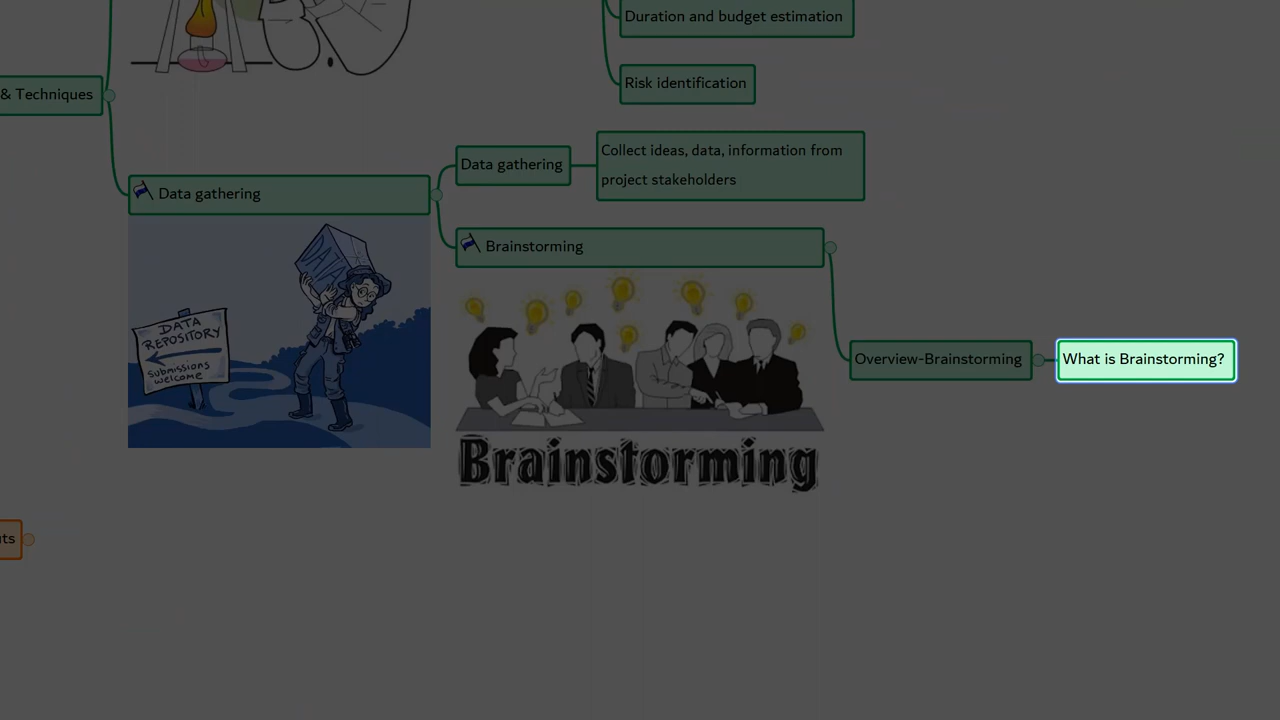 Duration and budget estimation
Risk identification
& Techniques
Data gathering
Collect ideas, data, information from
project stakeholders
Data gathering
Brainstorming
DATA
DATA
REPOSITORY
Submissions
welcome
Overview-Brainstorming
What is Brainstorming?
Brainstorming